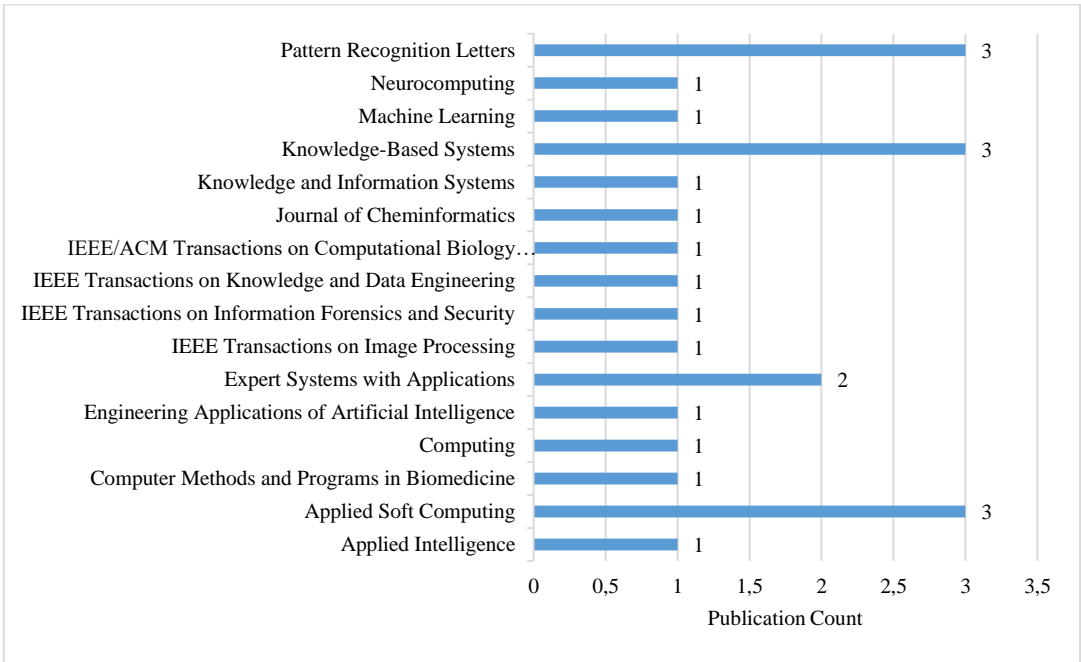 Pattern Recognition Letters 3
Neurocomputing 1
Machine Learning 1
Knowledge-Based Systems 3
Knowledge and Information Systems 1
Journal of Cheminformatics 1
IEEE/ACM Transactions on Computational Biology… 1
IEEE Transactions on Knowledge and Data Engineering 1
IEEE Transactions on Information Forensics and Security 1
IEEE Transactions on Image Processing 1
Expert Systems with Applications 2
Engineering Applications of Artificial Intelligence 1
Computing 1
Computer Methods and Programs in Biomedicine 1
Applied Soft Computing 3
Applied Intelligence 1
0 0,5 1 1,5 2 2,5 3 3,5
Publication Count